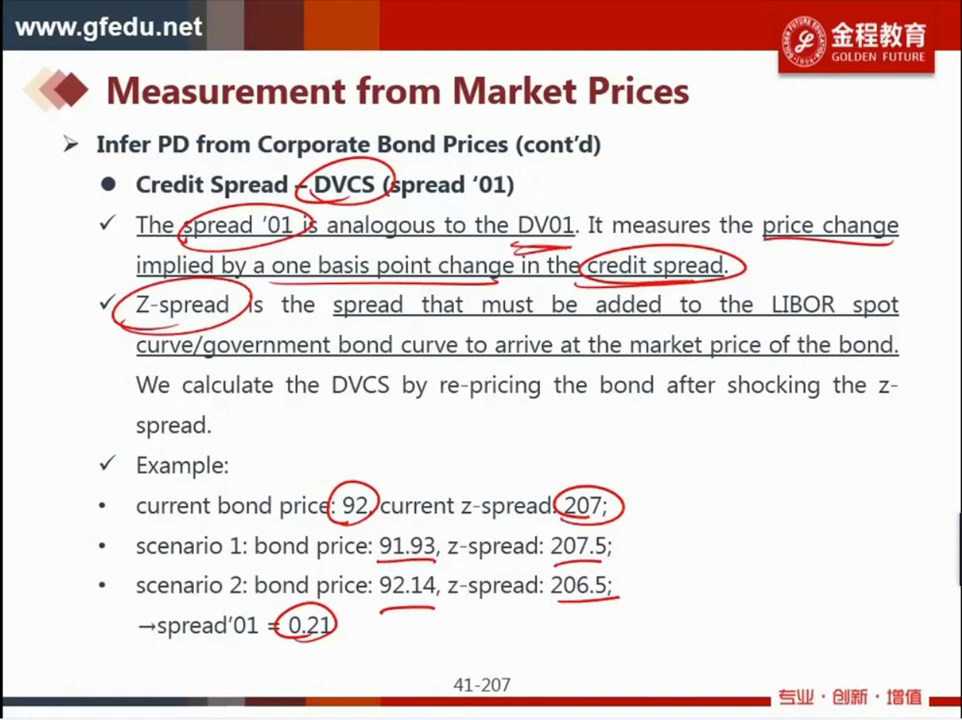 www.gfedu.net
金程教育
GOLDEN FUTURE
Measurement from Market Prices
Infer PD from Corporate Bond Prices (cont’d)
Credit Spread – DVCS (spread ‘01)
The spread ’01 is analogous to the DV01. It measures the price change
implied by a one basis point change in the credit spread.
Z-spread is the spread that must be added to the LIBOR spot
curve/government bond curve to arrive at the market price of the bond.
We calculate the DVCS by re-pricing the bond after shocking the z-
spread.
Example:
current bond price: 92, current z-spread: 207;
scenario 1: bond price: 91.93, z-spread: 207.5;
scenario 2: bond price: 92.14, z-spread: 206.5;
→spread’01 = 0.21
41-207
专业·创新·增值